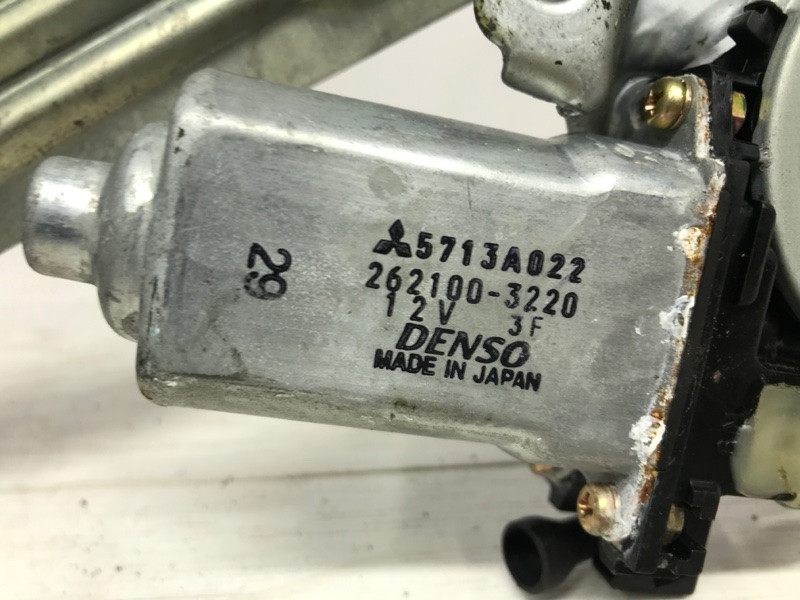 5713A022
262100-3220
12V 3F
DENSO
MADE IN JAPAN
29